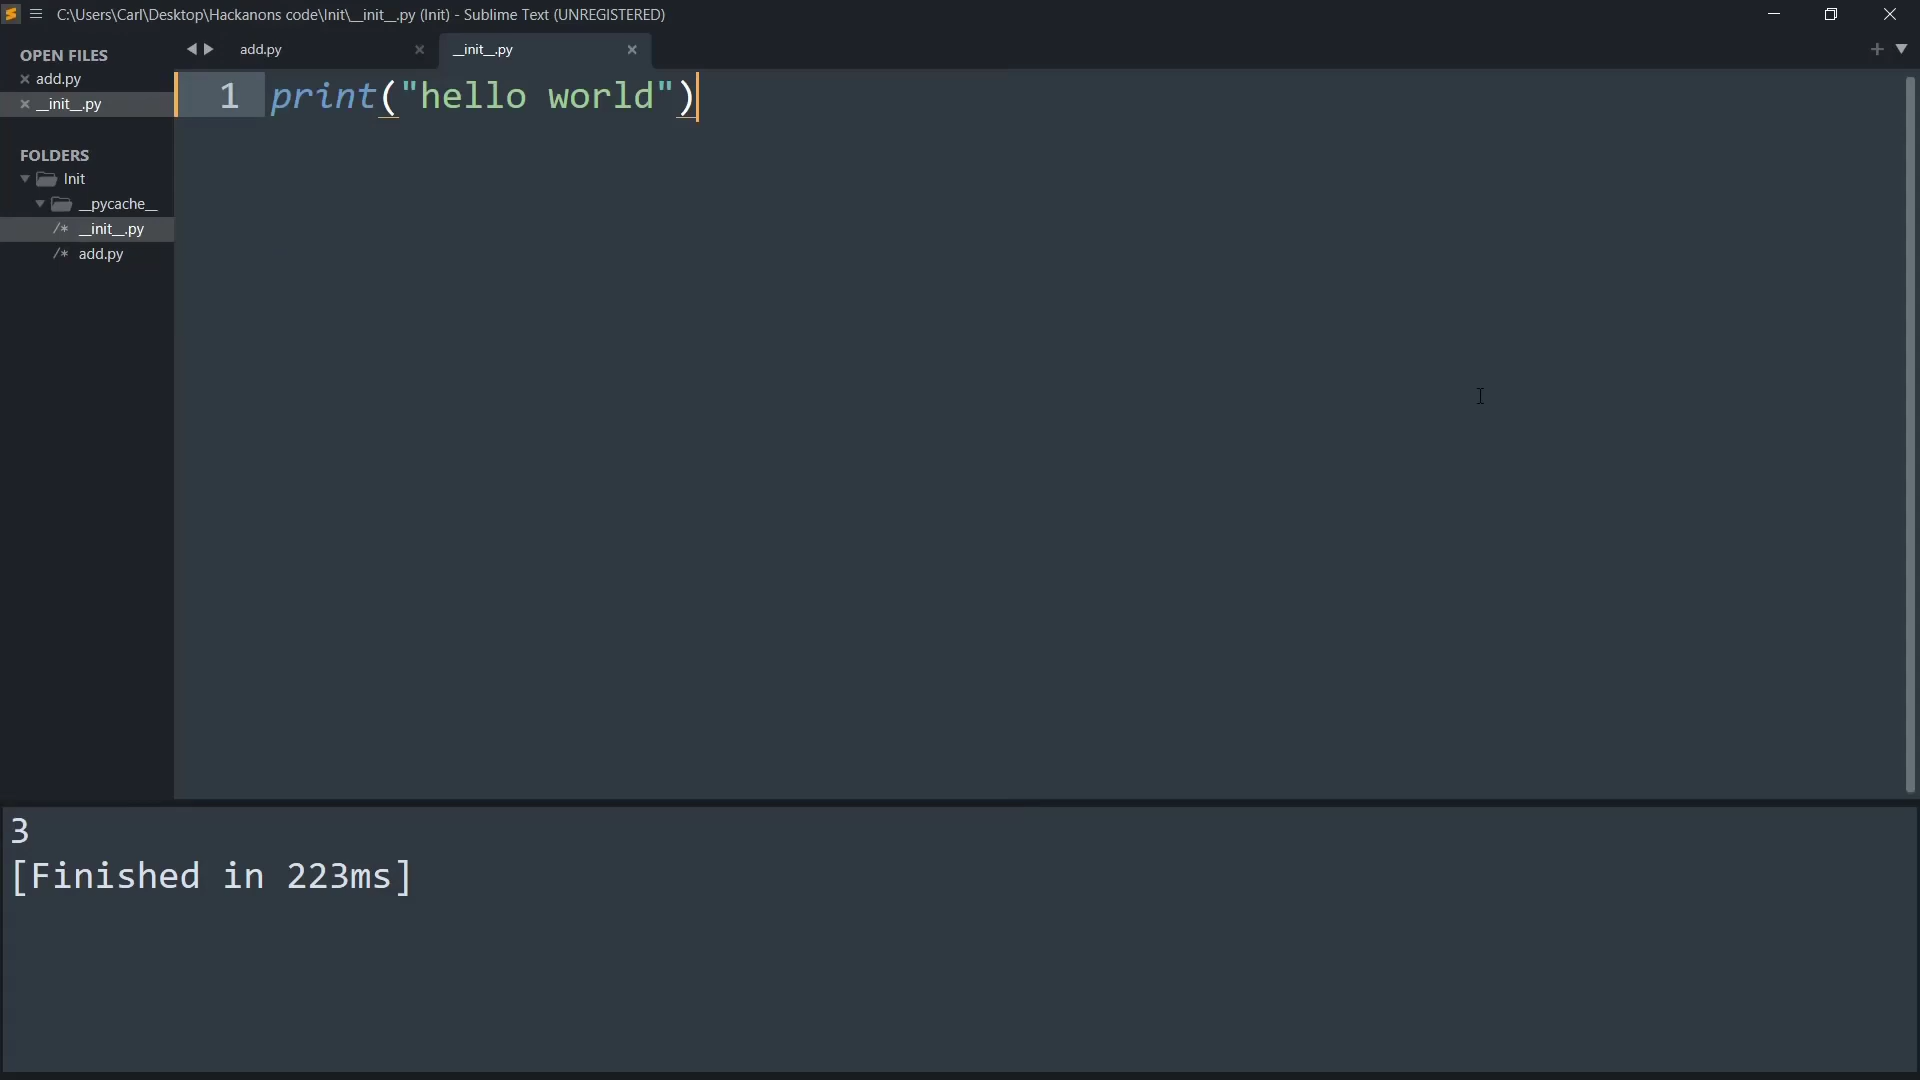 C:\Users\Carl\Desktop\Hackanons code\Init\__init__.py (Init) - Sublime Text (UNREGISTERED)
OPEN FILES
add.py
__init__.py
FOLDERS
Init
__pycache__
/* __init__.py
/* add.py
add.py
__init__.py
1 print("hello world")
3
[Finished in 223ms]